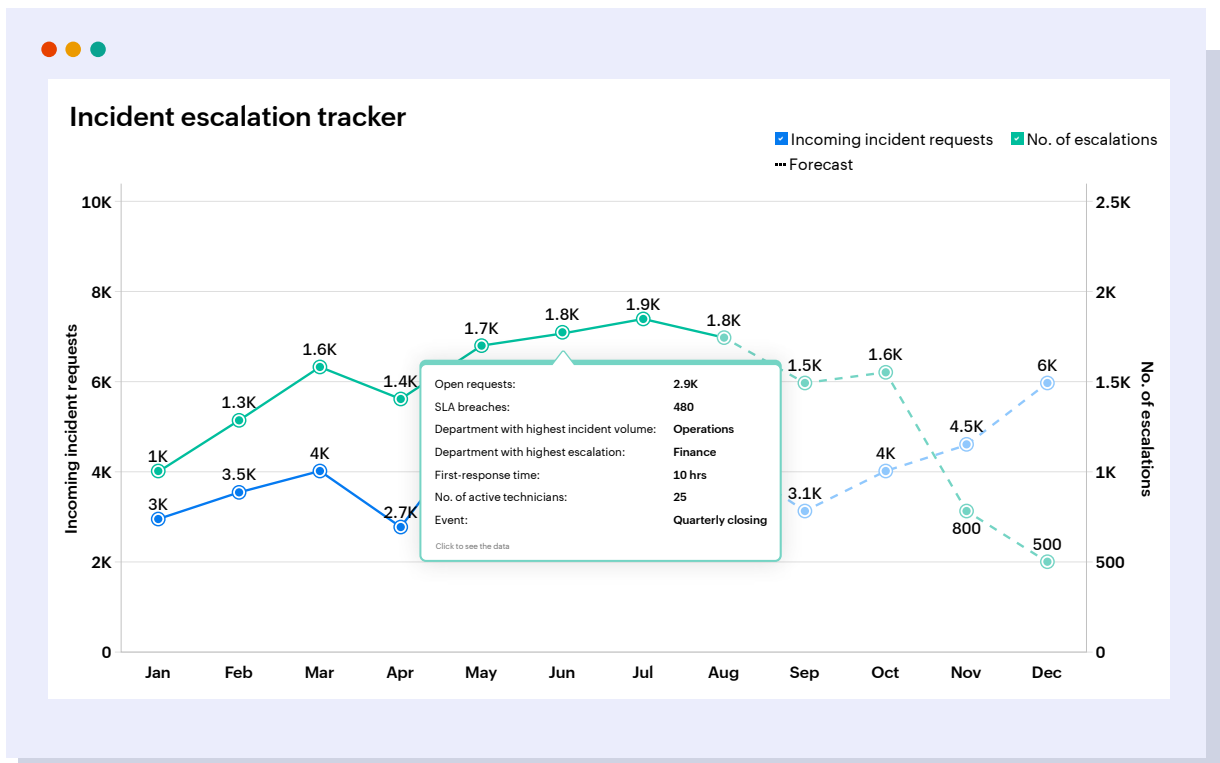 Incident escalation tracker
Incoming incident requests
No. of escalations
Forecast
Incoming incident requests
10K
8K
6K
4K
2K
0
2.5K
2K
1.5K
1K
500
0
No. of escalations
1K
1.3K
1.6K
1.4K
1.7K
1.8K
1.9K
1.8K
1.5K
1.6K
800
500
3K
3.5K
4K
2.7K
3.1K
4K
4.5K
6K
Open requests: 2.9K
SLA breaches: 480
Department with highest incident volume: Operations
Department with highest escalation: Finance
First-response time: 10 hrs
No. of active technicians: 25
Event: Quarterly closing
Click to see the data
Jan Feb Mar Apr May Jun Jul Aug Sep Oct Nov Dec